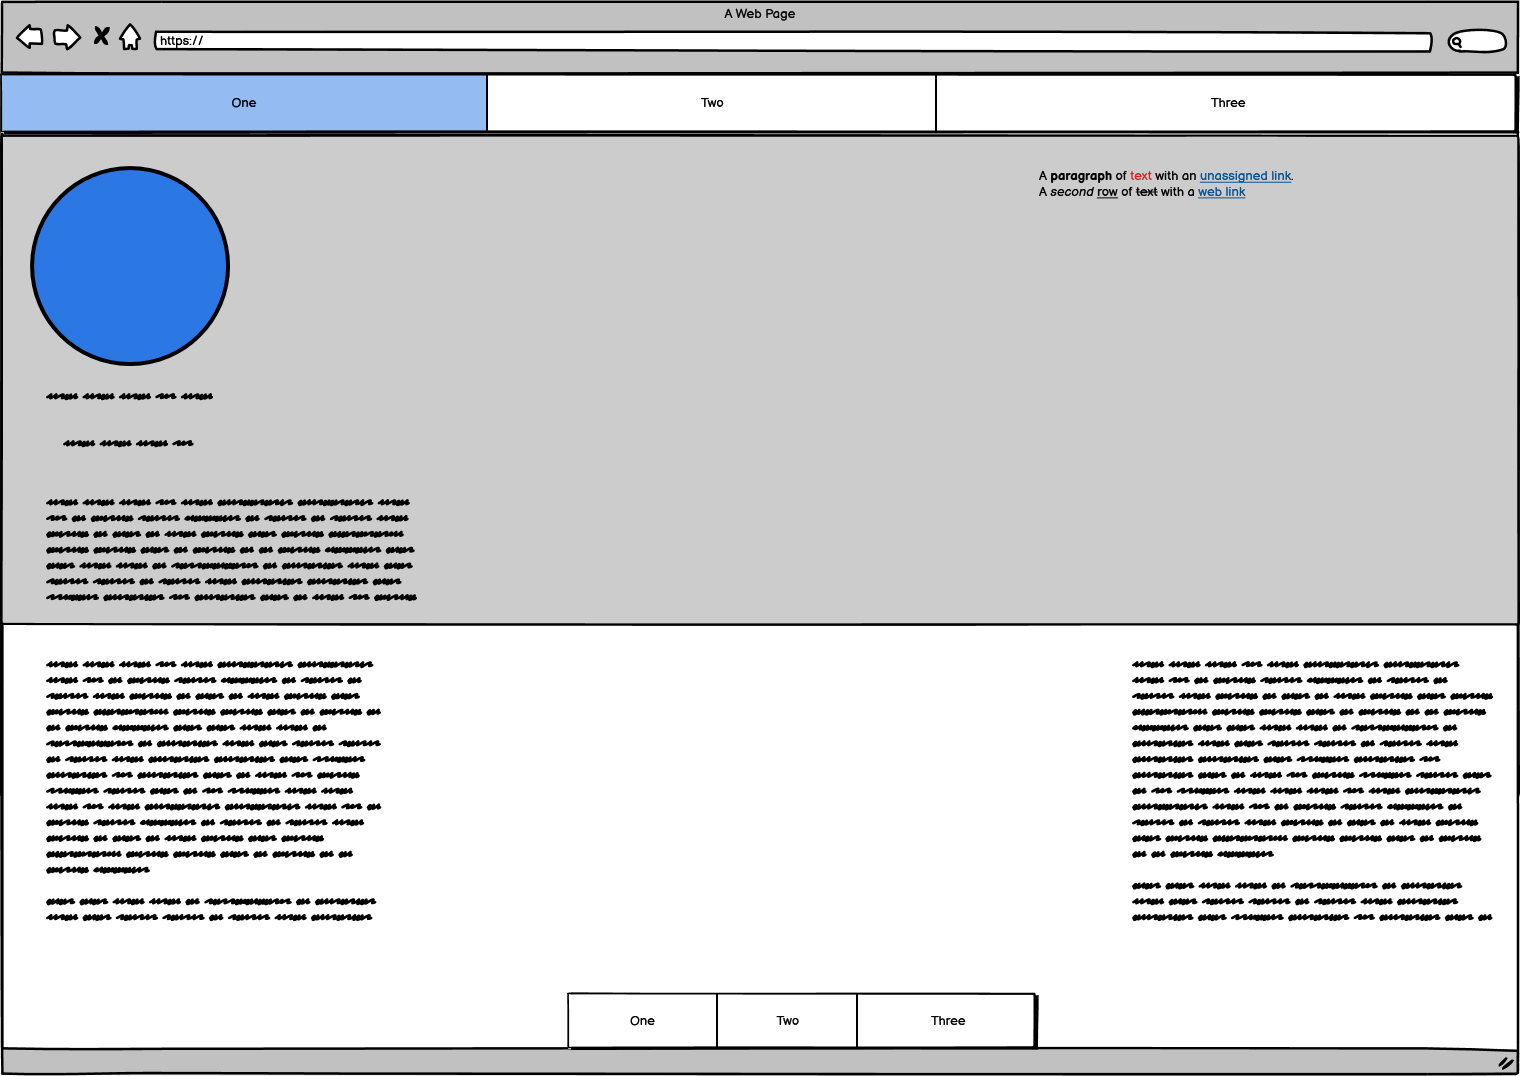 A Web Page
https://
One
Two
Three
A paragraph of text with an unassigned link.
A second row of text with a web link
One
Two
Three